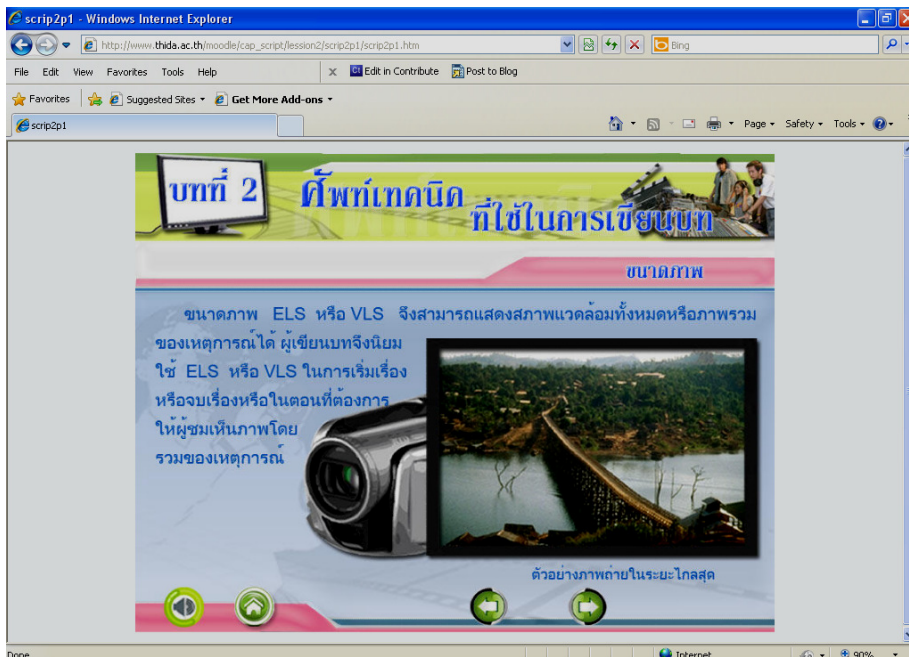 scrip2p1 - Windows Internet Explorer
http://www.thida.ac.th/moodle/cap_script/lession2/scrip2p1/scrip2p1.htm
Bing
File Edit View Favorites Tools Help
x Edit in Contribute Post to Blog
Favorites Suggested Sites Get More Add-ons
scrip2p1
Page Safety Tools
บทที่ 2
ศัพท์เทคนิค
ที่ใช้ในการเขียนบท
ขนาดภาพ
ขนาดภาพ ELS หรือ VLS จึงสามารถแสดงสภาพแวดล้อมทั้งหมดหรือภาพรวม
ของเหตุการณ์ได้ ผู้เขียนบทจึงนิยม
ใช้ ELS หรือ VLS ในการเริ่มเรื่อง
หรือจบเรื่องหรือในตอนที่ต้องการ
ให้ผู้ชมเห็นภาพโดย
รวมของเหตุการณ์
ตัวอย่างภาพถ่ายในระยะไกลสุด
Done
Internet
90%